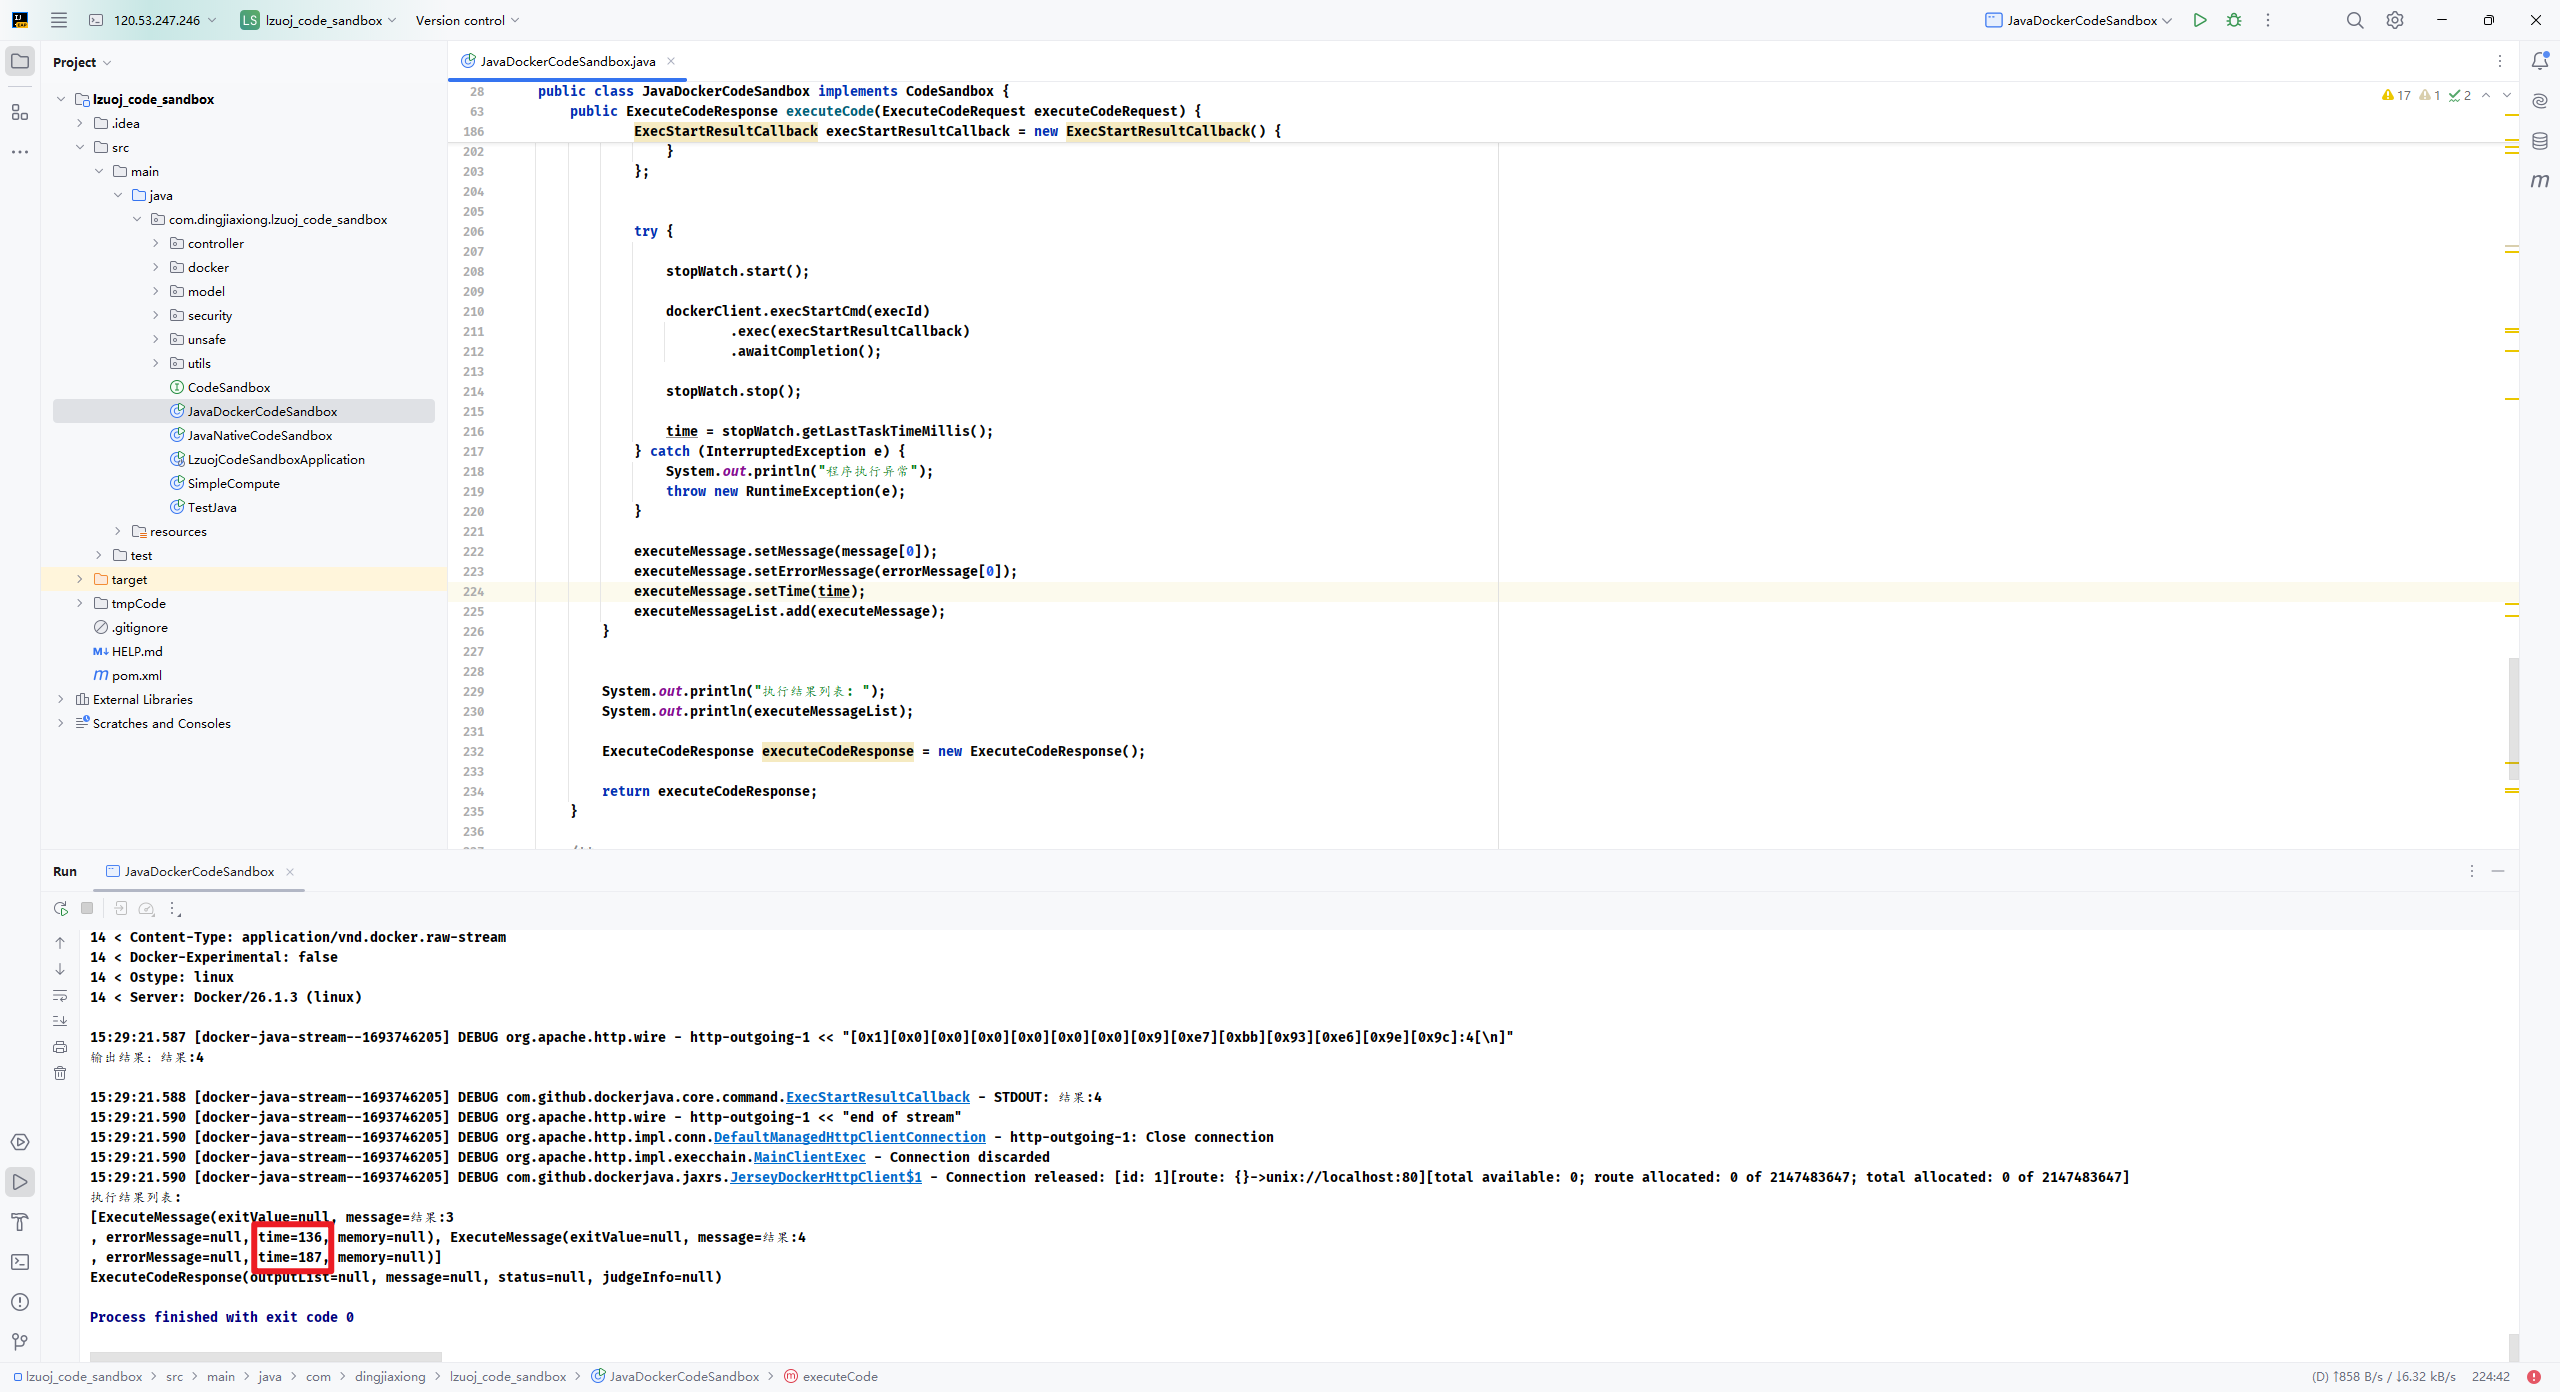 120.53.247.246
LS lzuoj_code_sandbox
Version control
JavaDockerCodeSandbox
Project
lzuoj_code_sandbox
.idea
src
main
java
com.dingjiaxiong.lzuoj_code_sandbox
controller
docker
model
security
unsafe
utils
CodeSandbox
JavaDockerCodeSandbox
JavaNativeCodeSandbox
LzuojCodeSandboxApplication
SimpleCompute
TestJava
resources
test
target
tmpCode
.gitignore
M↓ HELP.md
m pom.xml
External Libraries
Scratches and Consoles
JavaDockerCodeSandbox.java
17 1 2
28 public class JavaDockerCodeSandbox implements CodeSandbox {
63 public ExecuteCodeResponse executeCode(ExecuteCodeRequest executeCodeRequest) {
186 ExecStartResultCallback execStartResultCallback = new ExecStartResultCallback() {
202 }
203 };
204
205
206 try {
207
208 stopWatch.start();
209
210 dockerClient.execStartCmd(execId)
211 .exec(execStartResultCallback)
212 .awaitCompletion();
213
214 stopWatch.stop();
215
216 time = stopWatch.getLastTaskTimeMillis();
217 } catch (InterruptedException e) {
218 System.out.println("程序执行异常");
219 throw new RuntimeException(e);
220 }
221
222 executeMessage.setMessage(message[0]);
223 executeMessage.setErrorMessage(errorMessage[0]);
224 executeMessage.setTime(time);
225 executeMessageList.add(executeMessage);
226 }
227
228
229 System.out.println("执行结果列表: ");
230 System.out.println(executeMessageList);
231
232 ExecuteCodeResponse executeCodeResponse = new ExecuteCodeResponse();
233
234 return executeCodeResponse;
235 }
236
Run
JavaDockerCodeSandbox
14 < Content-Type: application/vnd.docker.raw-stream
14 < Docker-Experimental: false
14 < Ostype: linux
14 < Server: Docker/26.1.3 (linux)
15:29:21.587 [docker-java-stream--1693746205] DEBUG org.apache.http.wire - http-outgoing-1 << "[0x1][0x0][0x0][0x0][0x0][0x0][0x0][0x9][0xe7][0xbb][0x93][0xe6][0x9e][0x9c]:4[\n]"
输出结果: 结果:4
15:29:21.588 [docker-java-stream--1693746205] DEBUG com.github.dockerjava.core.command.ExecStartResultCallback - STDOUT: 结果:4
15:29:21.590 [docker-java-stream--1693746205] DEBUG org.apache.http.wire - http-outgoing-1 << "end of stream"
15:29:21.590 [docker-java-stream--1693746205] DEBUG org.apache.http.impl.conn.DefaultManagedHttpClientConnection - http-outgoing-1: Close connection
15:29:21.590 [docker-java-stream--1693746205] DEBUG org.apache.http.impl.execchain.MainClientExec - Connection discarded
15:29:21.590 [docker-java-stream--1693746205] DEBUG com.github.dockerjava.jaxrs.JerseyDockerHttpClient$1 - Connection released: [id: 1][route: {}->unix://localhost:80][total available: 0; route allocated: 0 of 2147483647; total allocated: 0 of 2147483647]
执行结果列表:
[ExecuteMessage(exitValue=null, message=结果:3
, errorMessage=null, time=136, memory=null), ExecuteMessage(exitValue=null, message=结果:4
, errorMessage=null, time=187, memory=null)]
ExecuteCodeResponse(outputList=null, message=null, status=null, judgeInfo=null)
Process finished with exit code 0
lzuoj_code_sandbox > src > main > java > com > dingjiaxiong > lzuoj_code_sandbox > JavaDockerCodeSandbox > executeCode
(D) ↑858 B/s / ↓6.32 kB/s 224:42